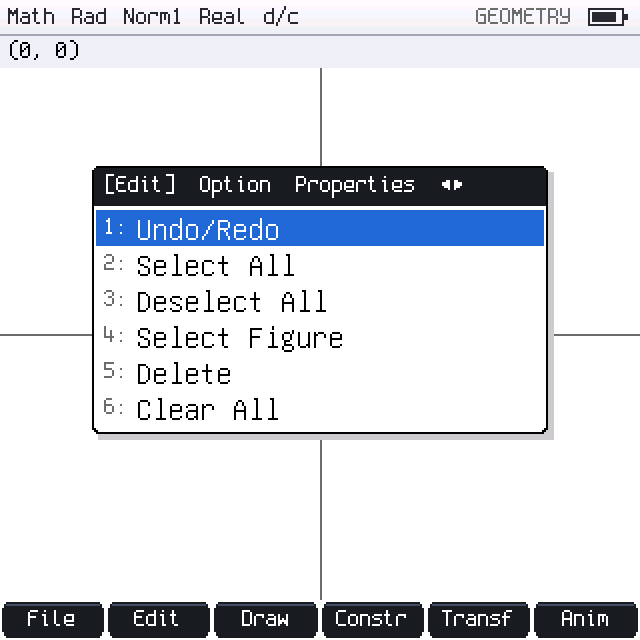 Math Rad Norm1 Real d/c GEOMETRY
(0, 0)
[Edit] Option Properties
1: Undo/Redo
2: Select All
3: Deselect All
4: Select Figure
5: Delete
6: Clear All
File Edit Draw Constr Transf Anim